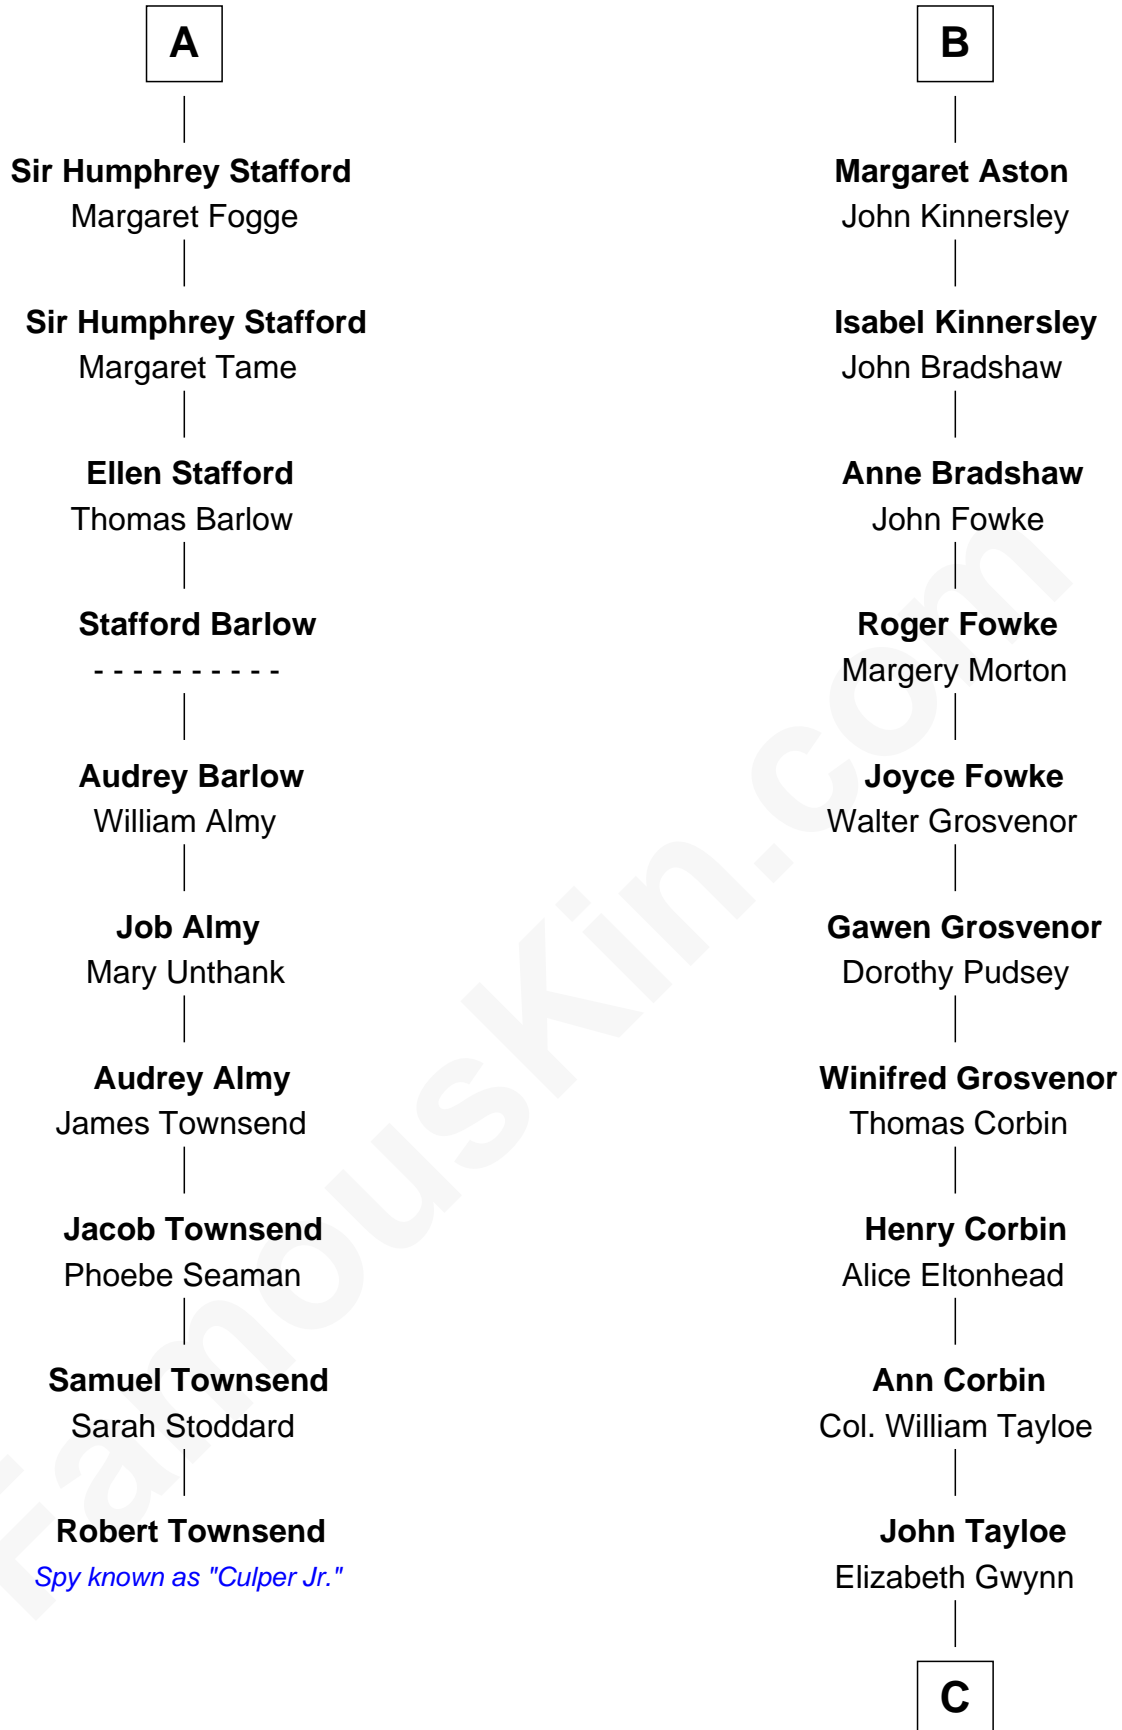 A
Sir Humphrey Stafford
Margaret Fogge
Sir Humphrey Stafford
Margaret Tame
Ellen Stafford
Thomas Barlow
Stafford Barlow
- - - - - - - - - -
Audrey Barlow
William Almy
Job Almy
Mary Unthank
Audrey Almy
James Townsend
Jacob Townsend
Phoebe Seaman
Samuel Townsend
Sarah Stoddard
Robert Townsend
Spy known as "Culper Jr."
B
Margaret Aston
John Kinnersley
Isabel Kinnersley
John Bradshaw
Anne Bradshaw
John Fowke
Roger Fowke
Margery Morton
Joyce Fowke
Walter Grosvenor
Gawen Grosvenor
Dorothy Pudsey
Winifred Grosvenor
Thomas Corbin
Henry Corbin
Alice Eltonhead
Ann Corbin
Col. William Tayloe
John Tayloe
Elizabeth Gwynn
C
FamousKin.com